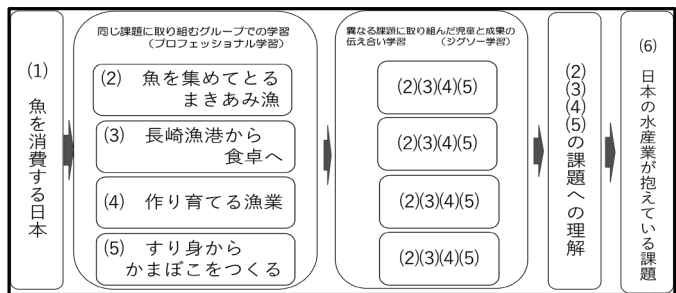 (1) 魚を消費する日本
同じ課題に取り組むグループでの学習
(プロフェッショナル学習)
(2) 魚を集めてとる
まきあみ漁
(3) 長崎漁港から
食卓へ
(4) 作り育てる漁業
(5) すり身から
かまぼこをつくる
異なる課題に取り組んだ児童と成果の
伝え合い学習 (ジグソー学習)
(2)(3)(4)(5)
(2)(3)(4)(5)
(2)(3)(4)(5)
(2)(3)(4)(5)
(2)(3)(4)(5)の課題への理解
(6) 日本の水産業が抱えている課題